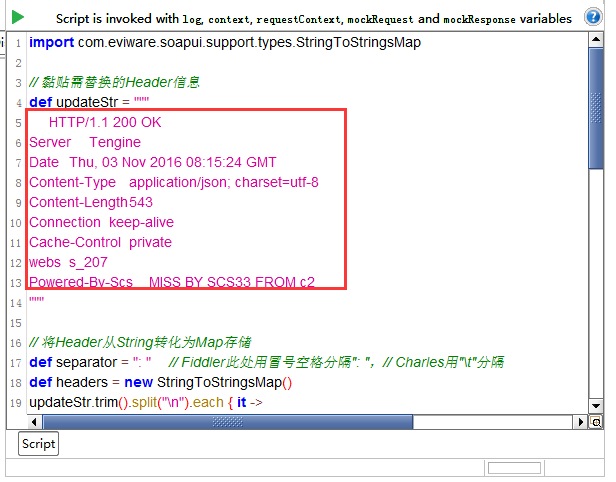 Script is invoked with log, context, requestContext, mockRequest and mockResponse variables
1 import com.eviware.soapui.support.types.StringToStringsMap
2
3 // 黏贴需替换的Header信息
4 def updateStr = """
5 HTTP/1.1 200 OK
6 Server Tengine
7 Date Thu, 03 Nov 2016 08:15:24 GMT
8 Content-Type application/json; charset=utf-8
9 Content-Length543
10 Connection keep-alive
11 Cache-Control private
12 webs s_207
13 Powered-By-Scs MISS BY SCS33 FROM c2
14 """
15
16 // 将Header从String转化为Map存储
17 def separator = ": " // Fiddler此处用冒号空格分隔": "，// Charles用"\t"分隔
18 def headers = new StringToStringsMap()
19 updateStr.trim().split("\n").each { it ->
Script